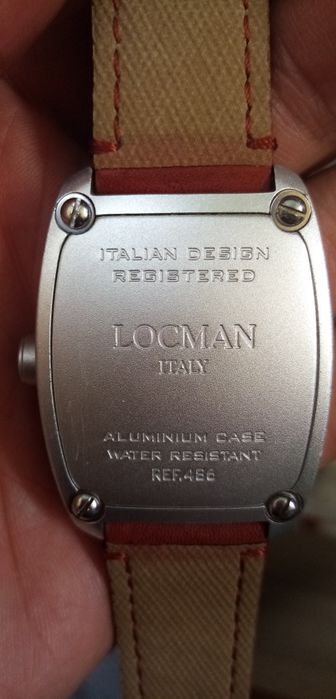 ITALIAN DESIGN
REGISTERED
LOCMAN
ITALY
ALUMINIUM CASE
WATER RESISTANT
REF.486